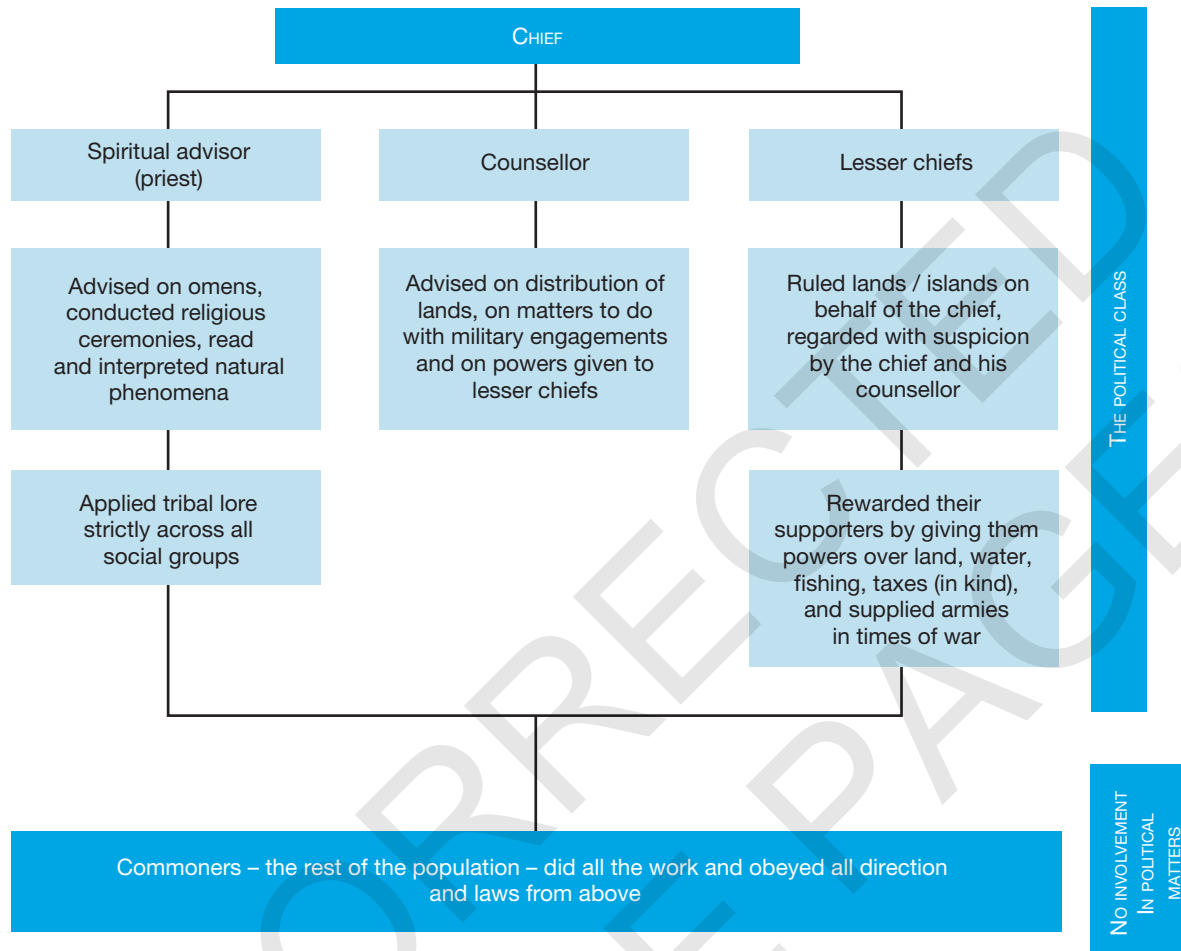 CHIEF
Spiritual advisor
(priest)
Counsellor
Lesser chiefs
Advised on omens,
conducted religious
ceremonies, read
and interpreted natural
phenomena
Advised on distribution of
lands, on matters to do
with military engagements
and on powers given to
lesser chiefs
Ruled lands / islands on
behalf of the chief,
regarded with suspicion
by the chief and his
counsellor
Applied tribal lore
strictly across all
social groups
Rewarded their
supporters by giving them
powers over land, water,
fishing, taxes (in kind),
and supplied armies
in times of war
THE POLITICAL CLASS
Commoners – the rest of the population – did all the work and obeyed all direction
and laws from above
NO INVOLVEMENT
IN POLITICAL
MATTERS
ORRECTED
E PAGE